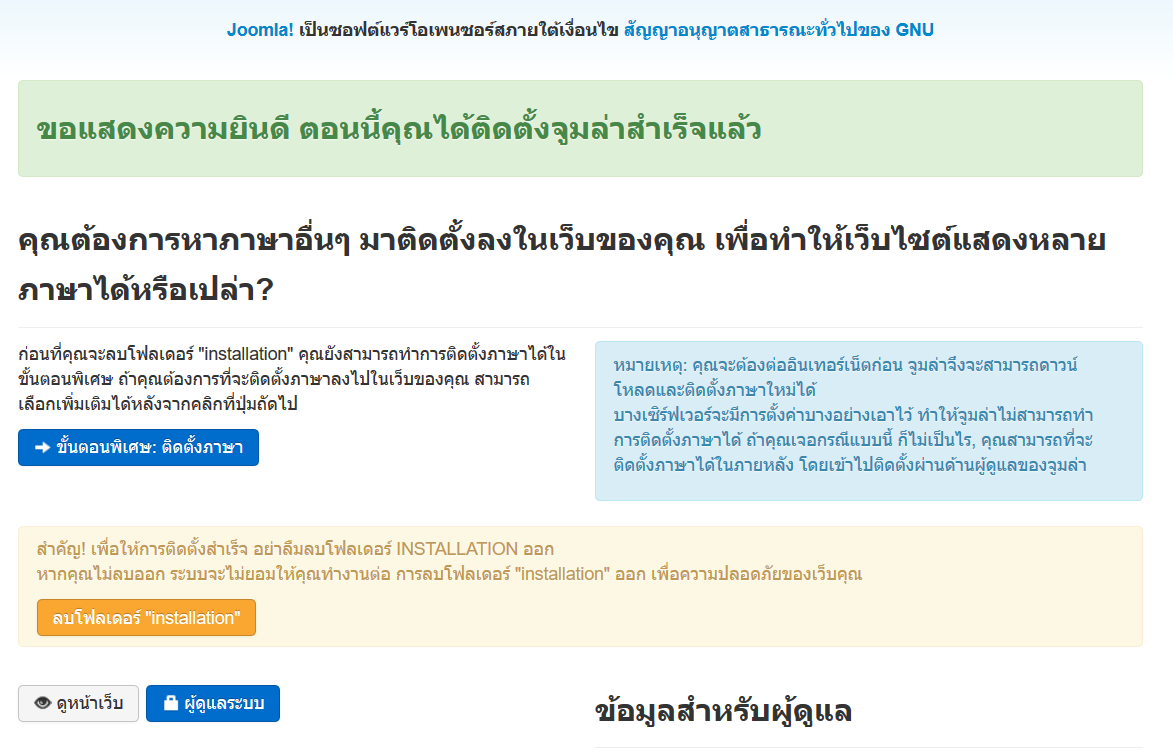 Joomla! เป็นซอฟต์แวร์โอเพนซอร์สภายใต้เงื่อนไข สัญญาอนุญาตสาธารณะทั่วไปของ GNU
ขอแสดงความยินดี ตอนนี้คุณได้ติดตั้งจูมล่าสำเร็จแล้ว
คุณต้องการหาภาษาอื่นๆ มาติดตั้งลงในเว็บของคุณ เพื่อทำให้เว็บไซต์แสดงหลาย
ภาษาได้หรือเปล่า?
ก่อนที่คุณจะลบโฟลเดอร์ "installation" คุณยังสามารถทำการติดตั้งภาษาได้ใน
ขั้นตอนพิเศษ ถ้าคุณต้องการที่จะติดตั้งภาษาลงไปในเว็บของคุณ สามารถ
เลือกเพิ่มเติมได้หลังจากคลิกที่ปุ่มถัดไป
ขั้นตอนพิเศษ: ติดตั้งภาษา
หมายเหตุ: คุณจะต้องต่ออินเทอร์เน็ตก่อน จูมล่าจึงจะสามารถดาวน์
โหลดและติดตั้งภาษาใหม่ได้
บางเซิร์ฟเวอร์จะมีการตั้งค่าบางอย่างเอาไว้ ทำให้จูมล่าไม่สามารถทำ
การติดตั้งภาษาได้ ถ้าคุณเจอกรณีแบบนี้ ก็ไม่เป็นไร, คุณสามารถที่จะ
ติดตั้งภาษาได้ในภายหลัง โดยเข้าไปติดตั้งผ่านด้านผู้ดูแลของจูมล่า
สำคัญ! เพื่อให้การติดตั้งสำเร็จ อย่าลืมลบโฟลเดอร์ INSTALLATION ออก
หากคุณไม่ลบออก ระบบจะไม่ยอมให้คุณทำงานต่อ การลบโฟลเดอร์ "installation" ออก เพื่อความปลอดภัยของเว็บคุณ
ลบโฟลเดอร์ "installation"
ดูหน้าเว็บ
ผู้ดูแลระบบ
ข้อมูลสำหรับผู้ดูแล